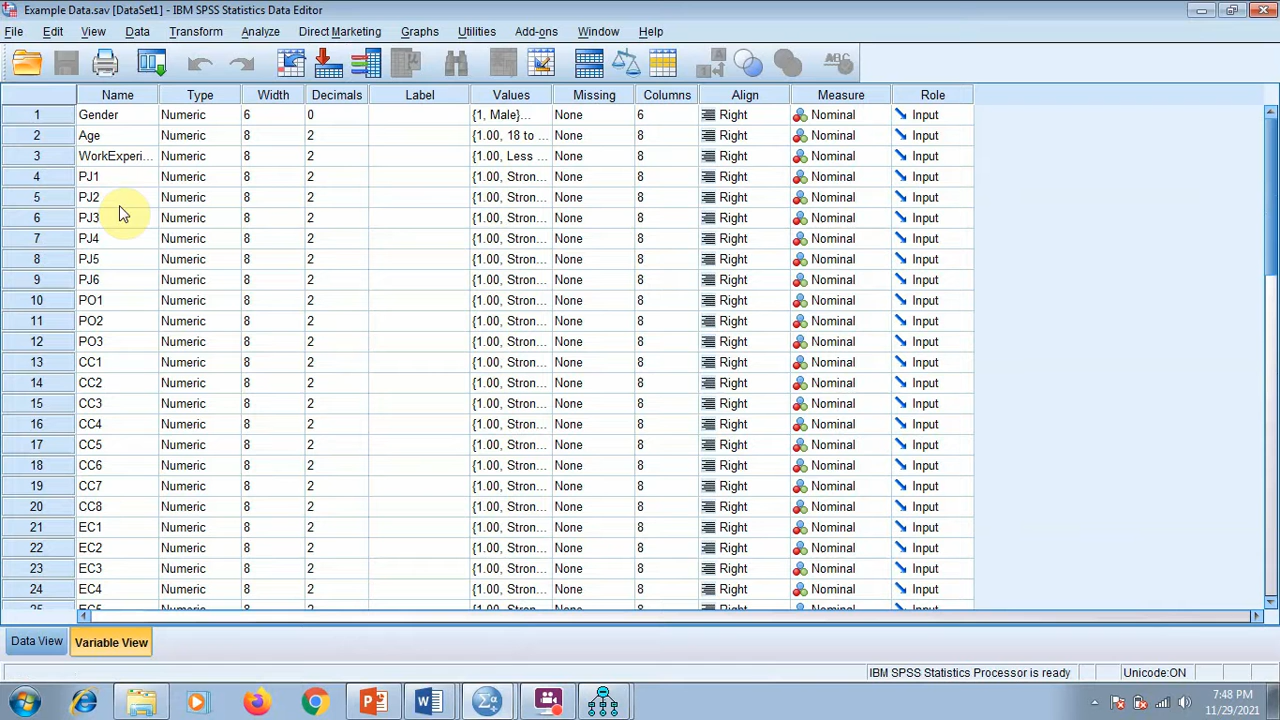 Example Data.sav [DataSet1] - IBM SPSS Statistics Data Editor
File Edit View Data Transform Analyze Direct Marketing Graphs Utilities Add-ons Window Help
Name Type Width Decimals Label Values Missing Columns Align Measure Role
1 Gender Numeric 6 0 {1, Male}... None 6 Right Nominal Input
2 Age Numeric 8 2 {1.00, 18 to ... None 8 Right Nominal Input
3 WorkExperi... Numeric 8 2 {1.00, Less ... None 8 Right Nominal Input
4 PJ1 Numeric 8 2 {1.00, Stron... None 8 Right Nominal Input
5 PJ2 Numeric 8 2 {1.00, Stron... None 8 Right Nominal Input
6 PJ3 Numeric 8 2 {1.00, Stron... None 8 Right Nominal Input
7 PJ4 Numeric 8 2 {1.00, Stron... None 8 Right Nominal Input
8 PJ5 Numeric 8 2 {1.00, Stron... None 8 Right Nominal Input
9 PJ6 Numeric 8 2 {1.00, Stron... None 8 Right Nominal Input
10 PO1 Numeric 8 2 {1.00, Stron... None 8 Right Nominal Input
11 PO2 Numeric 8 2 {1.00, Stron... None 8 Right Nominal Input
12 PO3 Numeric 8 2 {1.00, Stron... None 8 Right Nominal Input
13 CC1 Numeric 8 2 {1.00, Stron... None 8 Right Nominal Input
14 CC2 Numeric 8 2 {1.00, Stron... None 8 Right Nominal Input
15 CC3 Numeric 8 2 {1.00, Stron... None 8 Right Nominal Input
16 CC4 Numeric 8 2 {1.00, Stron... None 8 Right Nominal Input
17 CC5 Numeric 8 2 {1.00, Stron... None 8 Right Nominal Input
18 CC6 Numeric 8 2 {1.00, Stron... None 8 Right Nominal Input
19 CC7 Numeric 8 2 {1.00, Stron... None 8 Right Nominal Input
20 CC8 Numeric 8 2 {1.00, Stron... None 8 Right Nominal Input
21 EC1 Numeric 8 2 {1.00, Stron... None 8 Right Nominal Input
22 EC2 Numeric 8 2 {1.00, Stron... None 8 Right Nominal Input
23 EC3 Numeric 8 2 {1.00, Stron... None 8 Right Nominal Input
24 EC4 Numeric 8 2 {1.00, Stron... None 8 Right Nominal Input
25 EC5 Numeric 8 2 {1.00, Stron... None 8 Right Nominal Input
Data View Variable View
IBM SPSS Statistics Processor is ready Unicode:ON
7:48 PM
11/29/2021